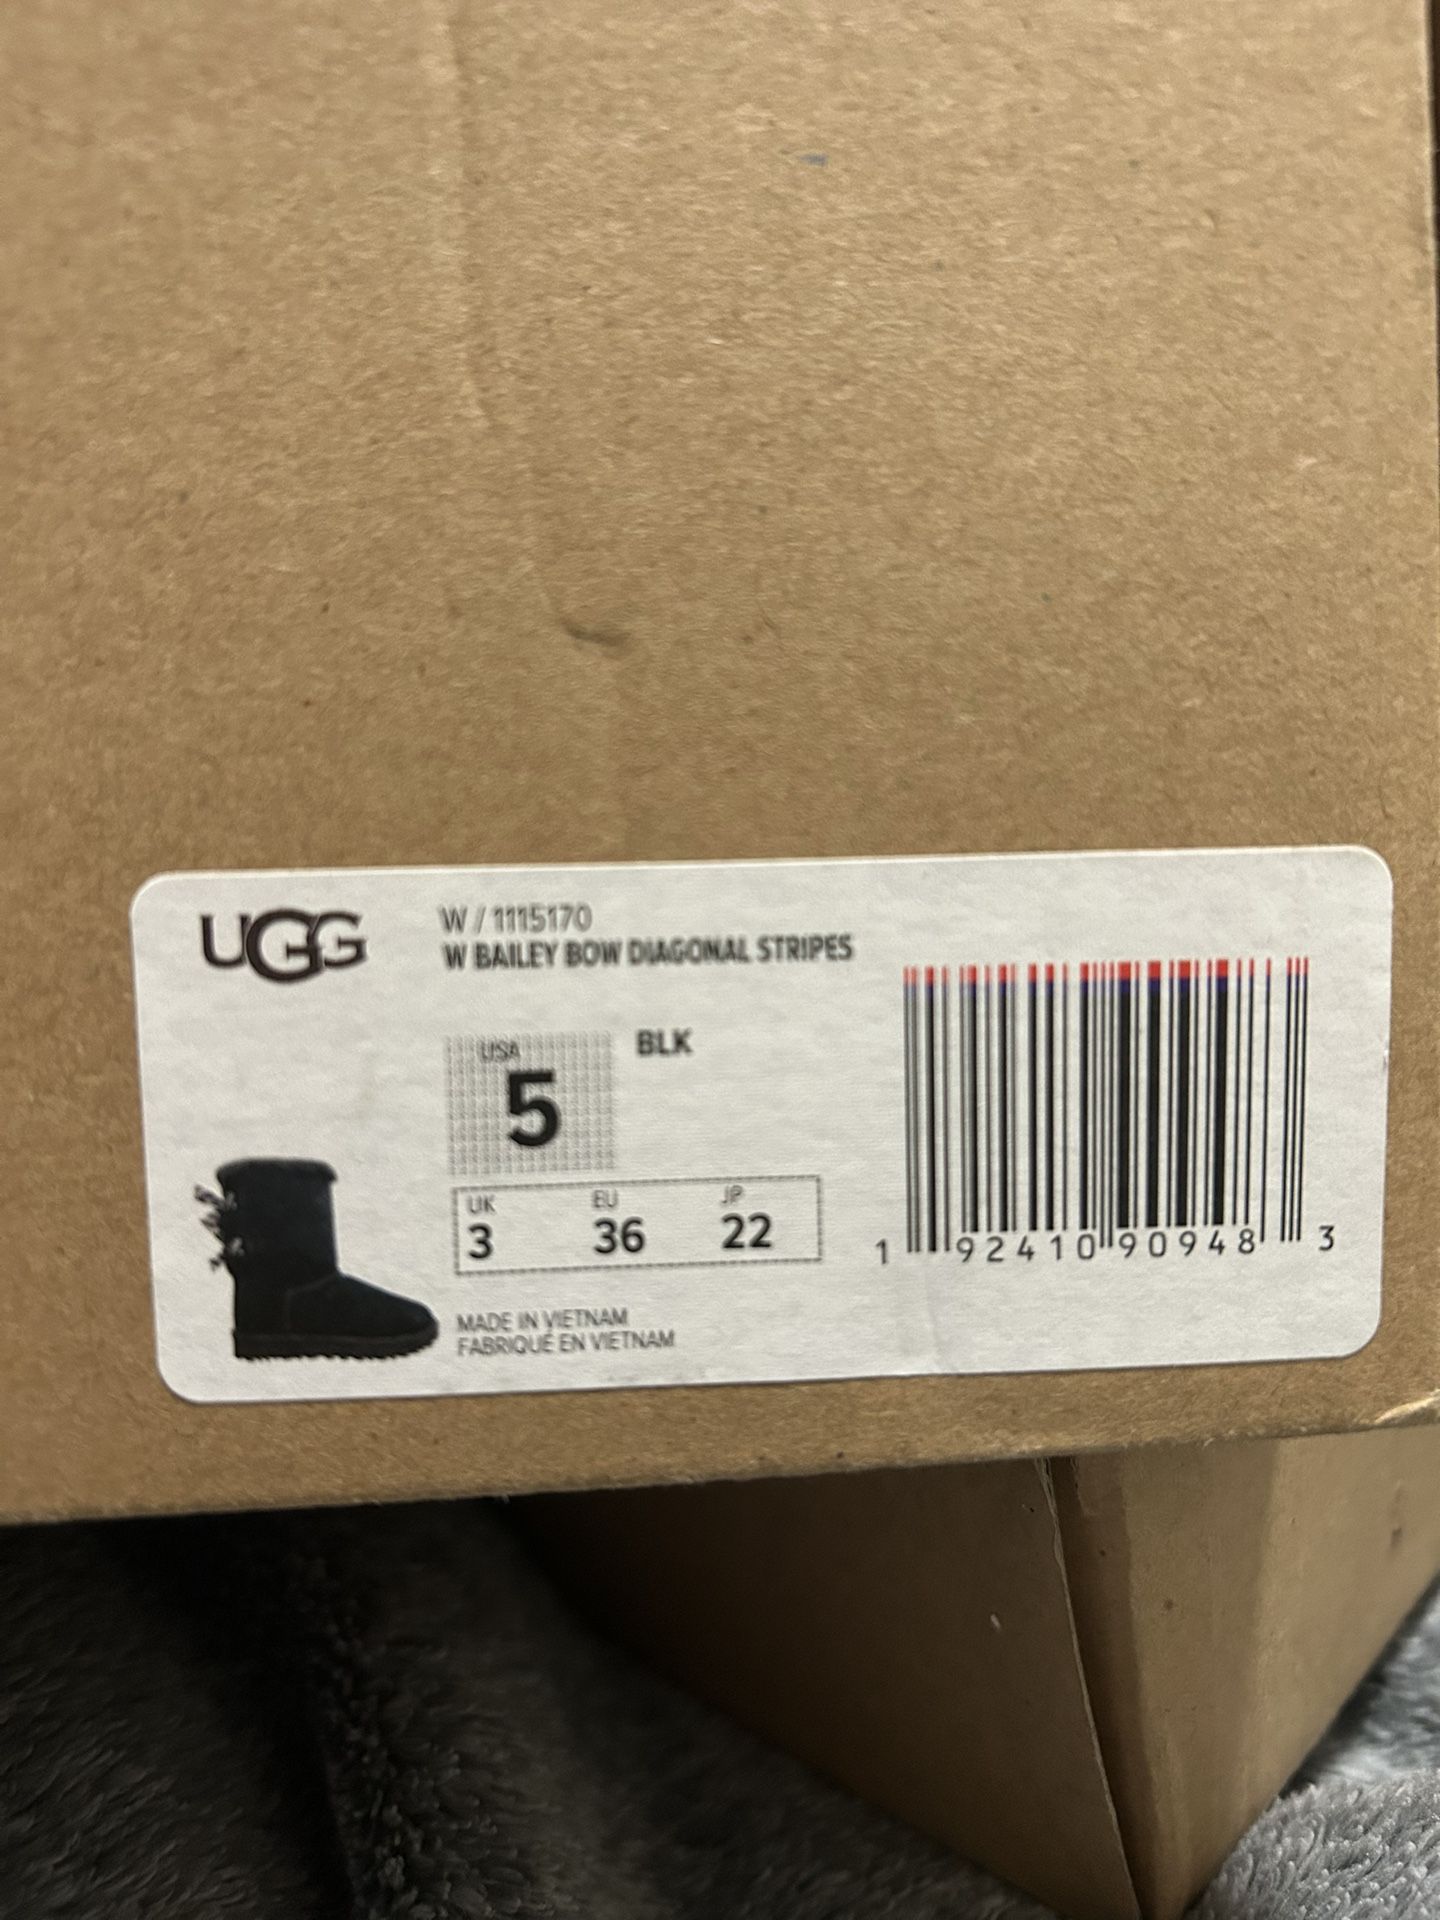 UGG
W / 1115170
W BAILEY BOW DIAGONAL STRIPES
USA
5
BLK
UK EU JP
3 36 22
1 92410 90948 3
MADE IN VIETNAM
FABRIQUÉ EN VIETNAM